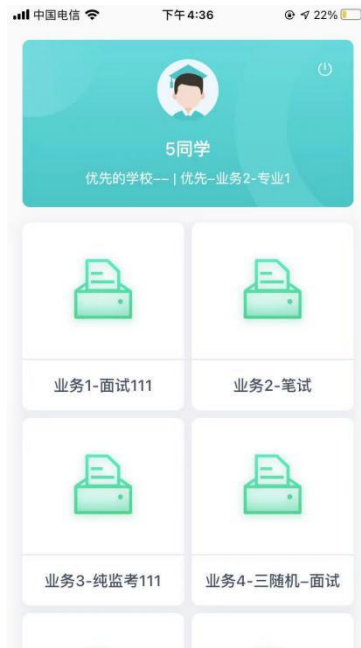 中国电信 下午4:36 22%
5同学
优先的学校-- | 优先-业务2-专业1
业务1-面试111 业务2-笔试
业务3-纯监考111 业务4-三随机-面试